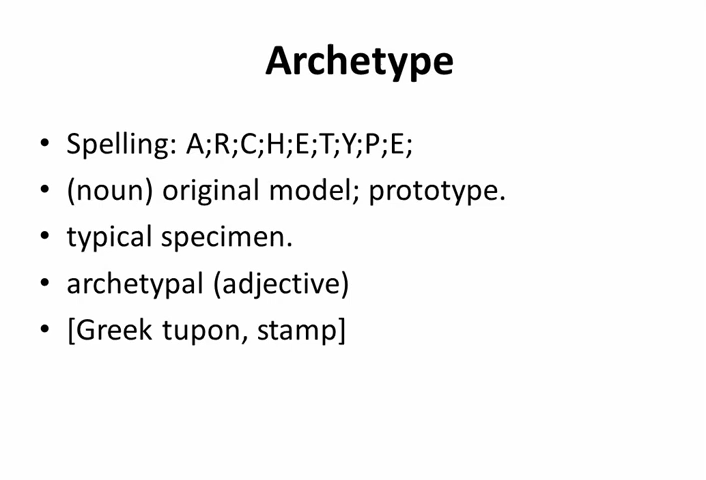 Archetype
• Spelling: A;R;C;H;E;T;Y;P;E;
• (noun) original model; prototype.
• typical specimen.
• archetypal (adjective)
• [Greek tupon, stamp]